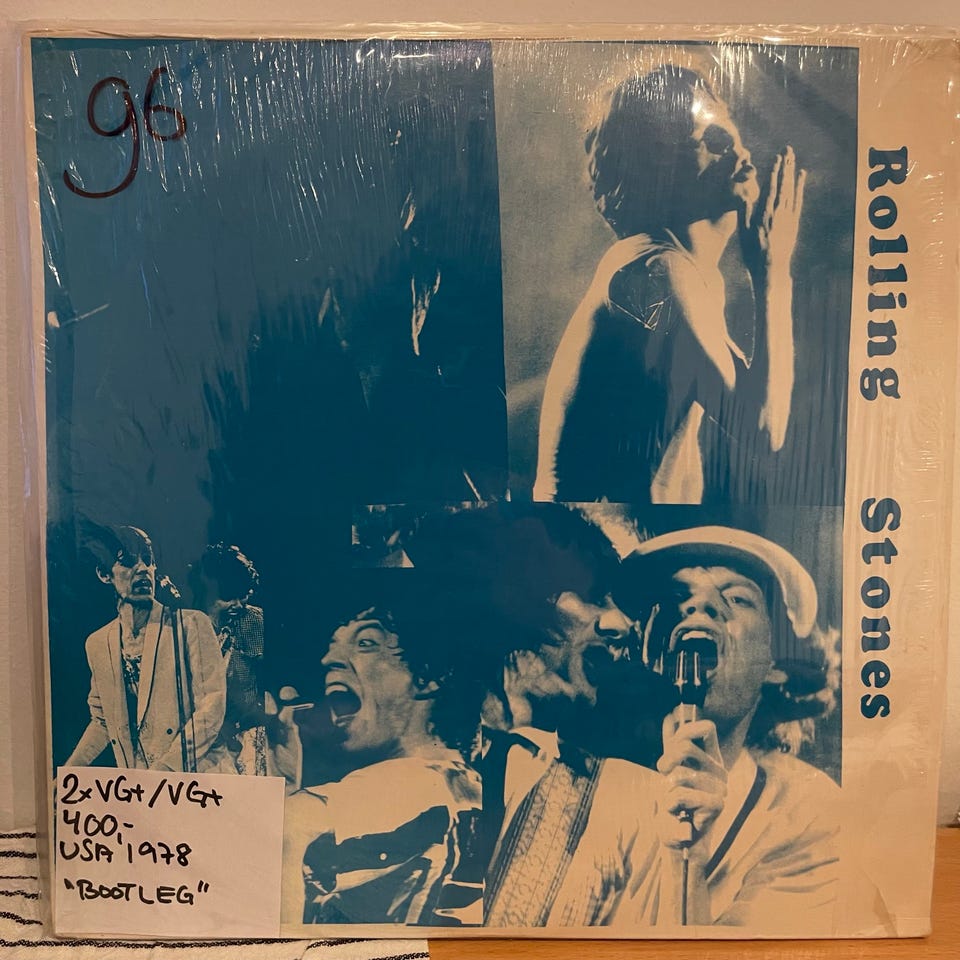 96
Rolling Stones
2xVG+/VG+
400,-
USA 1978
"BOOTLEG"